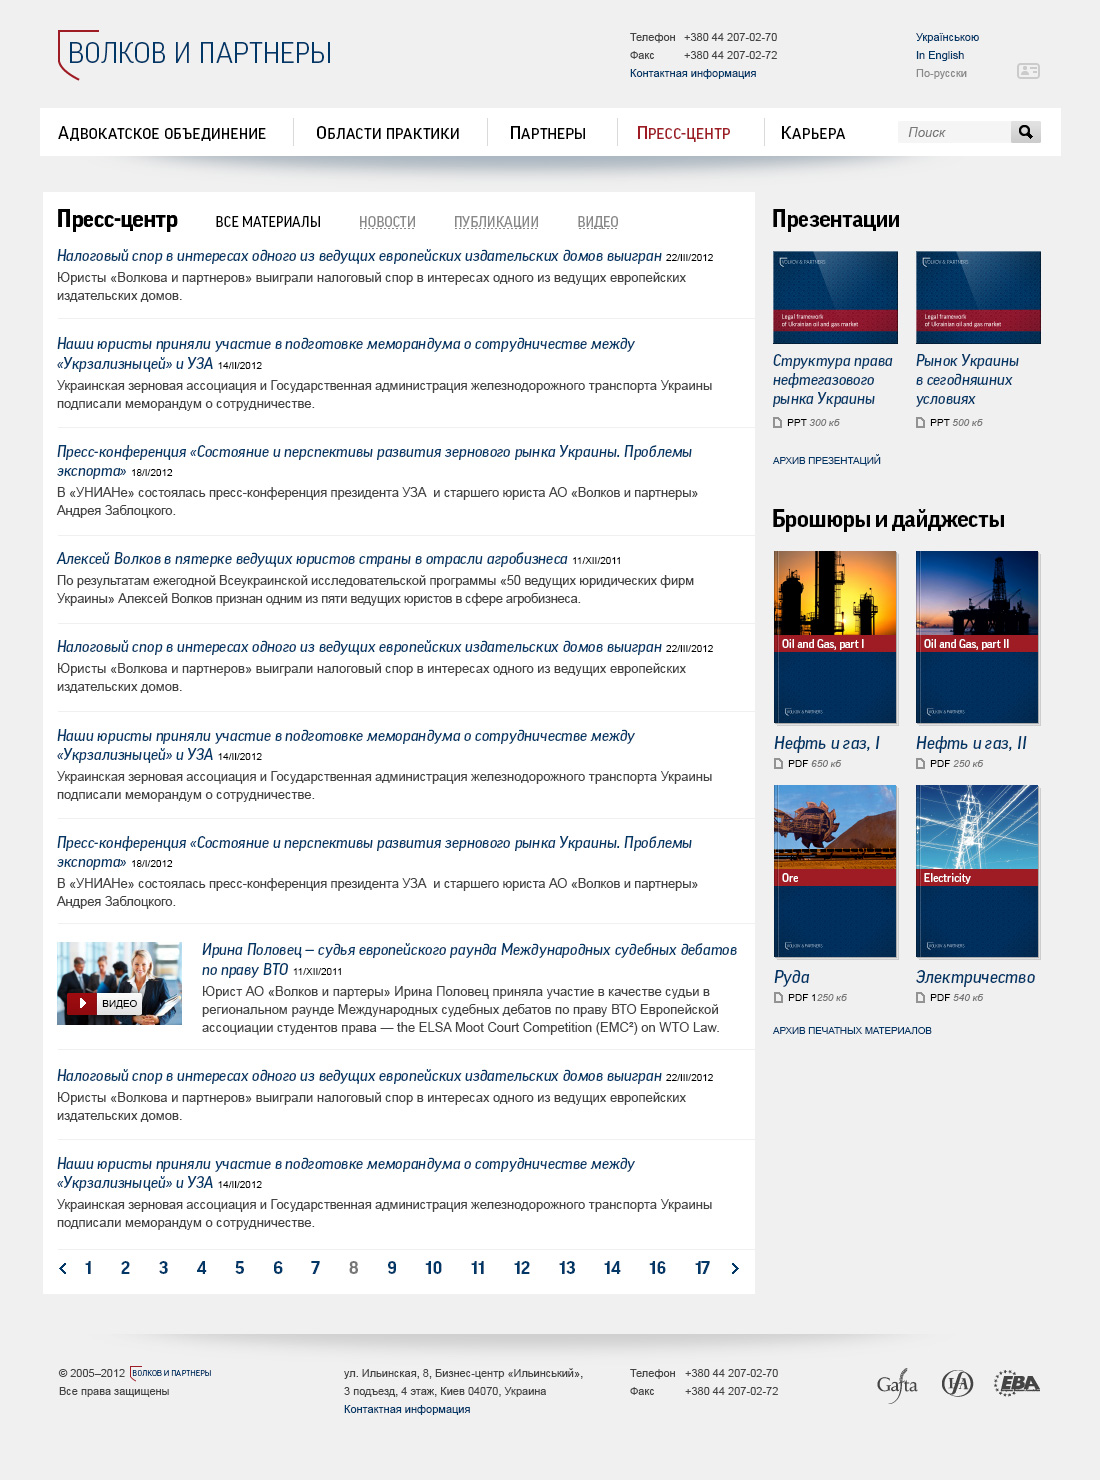 ВОЛКОВ И ПАРТНЕРЫ
Телефон +380 44 207-02-70
Факс +380 44 207-02-72
Контактная информация
Українською
In English
По-русски
Адвокатское объединение
Области практики
Партнеры
Пресс-центр
Карьера
Поиск
Пресс-центр
ВСЕ МАТЕРИАЛЫ
НОВОСТИ
ПУБЛИКАЦИИ
ВИДЕО
Налоговый спор в интересах одного из ведущих европейских издательских домов выигран 22/III/2012
Юристы «Волкова и партнеров» выиграли налоговый спор в интересах одного из ведущих европейских
издательских домов.
Наши юристы приняли участие в подготовке меморандума о сотрудничестве между
«Укрзализныцей» и УЗА 14/II/2012
Украинская зерновая ассоциация и Государственная администрация железнодорожного транспорта Украины
подписали меморандум о сотрудничестве.
Пресс-конференция «Состояние и перспективы развития зернового рынка Украины. Проблемы
экспорта» 18/I/2012
В «УНИАНе» состоялась пресс-конференция президента УЗА и старшего юриста АО «Волков и партнеры»
Андрея Заблоцкого.
Алексей Волков в пятерке ведущих юристов страны в отрасли агробизнеса 11/XII/2011
По результатам ежегодной Всеукраинской исследовательской программы «50 ведущих юридических фирм
Украины» Алексей Волков признан одним из пяти ведущих юристов в сфере агробизнеса.
Налоговый спор в интересах одного из ведущих европейских издательских домов выигран 22/III/2012
Юристы «Волкова и партнеров» выиграли налоговый спор в интересах одного из ведущих европейских
издательских домов.
Наши юристы приняли участие в подготовке меморандума о сотрудничестве между
«Укрзализныцей» и УЗА 14/II/2012
Украинская зерновая ассоциация и Государственная администрация железнодорожного транспорта Украины
подписали меморандум о сотрудничестве.
Пресс-конференция «Состояние и перспективы развития зернового рынка Украины. Проблемы
экспорта» 18/I/2012
В «УНИАНе» состоялась пресс-конференция президента УЗА и старшего юриста АО «Волков и партнеры»
Андрея Заблоцкого.
ВИДЕО
Ирина Половец – судья европейского раунда Международных судебных дебатов
по праву ВТО 11/XII/2011
Юрист АО «Волков и партеры» Ирина Половец приняла участие в качестве судьи в
региональном раунде Международных судебных дебатов по праву ВТО Европейской
ассоциации студентов права — the ELSA Moot Court Competition (EMC²) on WTO Law.
Налоговый спор в интересах одного из ведущих европейских издательских домов выигран 22/III/2012
Юристы «Волкова и партнеров» выиграли налоговый спор в интересах одного из ведущих европейских
издательских домов.
Наши юристы приняли участие в подготовке меморандума о сотрудничестве между
«Укрзализныцей» и УЗА 14/II/2012
Украинская зерновая ассоциация и Государственная администрация железнодорожного транспорта Украины
подписали меморандум о сотрудничестве.
1 2 3 4 5 6 7 8 9 10 11 12 13 14 16 17
Презентации
VOLKOV & PARTNERS
Legal framework
of Ukrainian oil and gas market
VOLKOV & PARTNERS
Legal framework
of Ukrainian oil and gas market
Структура права
нефтегазового
рынка Украины
PPT 300 кб
Рынок Украины
в сегодняшних
условиях
PPT 500 кб
АРХИВ ПРЕЗЕНТАЦИЙ
Брошюры и дайджесты
Oil and Gas, part I
VOLKOV & PARTNERS
Oil and Gas, part II
VOLKOV & PARTNERS
Нефть и газ, I
PDF 650 кб
Нефть и газ, II
PDF 250 кб
Ore
VOLKOV & PARTNERS
Electricity
VOLKOV & PARTNERS
Руда
PDF 1250 кб
Электричество
PDF 540 кб
АРХИВ ПЕЧАТНЫХ МАТЕРИАЛОВ
© 2005–2012 ВОЛКОВ И ПАРТНЕРЫ
Все права защищены
ул. Ильинская, 8, Бизнес-центр «Ильинський»,
3 подъезд, 4 этаж, Киев 04070, Украина
Контактная информация
Телефон +380 44 207-02-70
Факс +380 44 207-02-72
Gafta
EBA